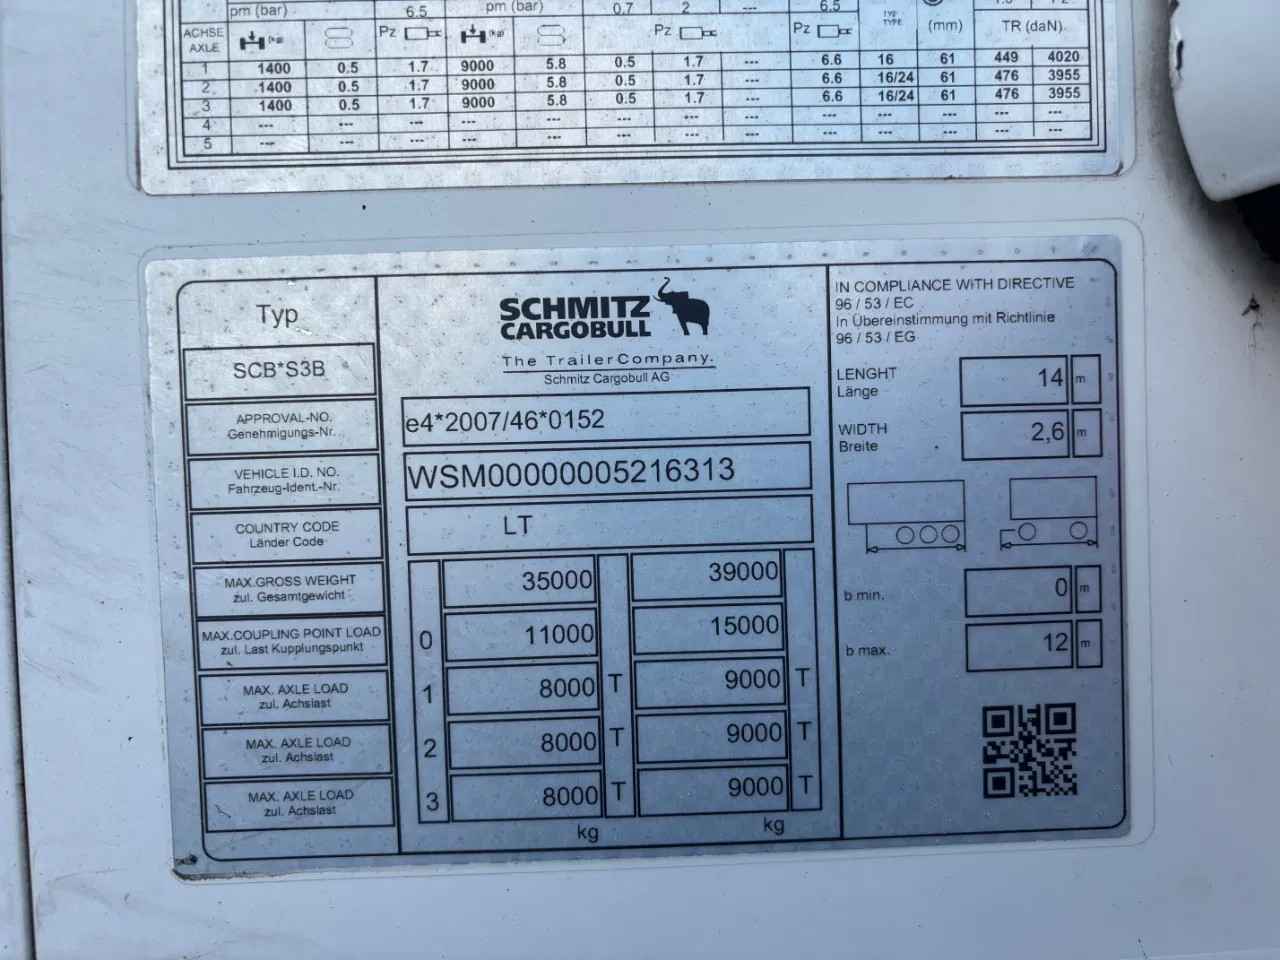 pm (bar) 6.5 pm (bar) 0.7 2 --- 6.5
TYP
TYPE
(mm)
ACHSE
AXLE
(kg) Pz (kg) Pz Pz TR (daN)
1 1400 0.5 1.7 9000 5.8 0.5 1.7 --- 6.6 16 61 449 4020
2 1400 0.5 1.7 9000 5.8 0.5 1.7 --- 6.6 16/24 61 476 3955
3 1400 0.5 1.7 9000 5.8 0.5 1.7 --- 6.6 16/24 61 476 3955
4 --- --- --- --- --- --- --- --- --- --- --- --- ---
5 --- --- --- --- --- --- --- --- --- --- --- --- ---
Typ
SCB*S3B
SCHMITZ
CARGOBULL
The TrailerCompany.
Schmitz Cargobull AG
APPROVAL-NO.
Genehmigungs-Nr.
e4*2007/46*0152
VEHICLE I.D. NO.
Fahrzeug-Ident.-Nr.
WSM00000005216313
COUNTRY CODE
Länder Code
LT
MAX.GROSS WEIGHT
zul. Gesamtgewicht
35000 39000
MAX.COUPLING POINT LOAD
zul. Last Kupplungspunkt
0 11000 15000
MAX. AXLE LOAD
zul. Achslast
1 8000 T 9000 T
MAX. AXLE LOAD
zul. Achslast
2 8000 T 9000 T
MAX. AXLE LOAD
zul. Achslast
3 8000 T 9000 T
kg kg
IN COMPLIANCE WITH DIRECTIVE
96 / 53 / EC
In Übereinstimmung mit Richtlinie
96 / 53 / EG
LENGHT
Länge
14 m
WIDTH
Breite
2,6 m
b min. 0 m
b max. 12 m